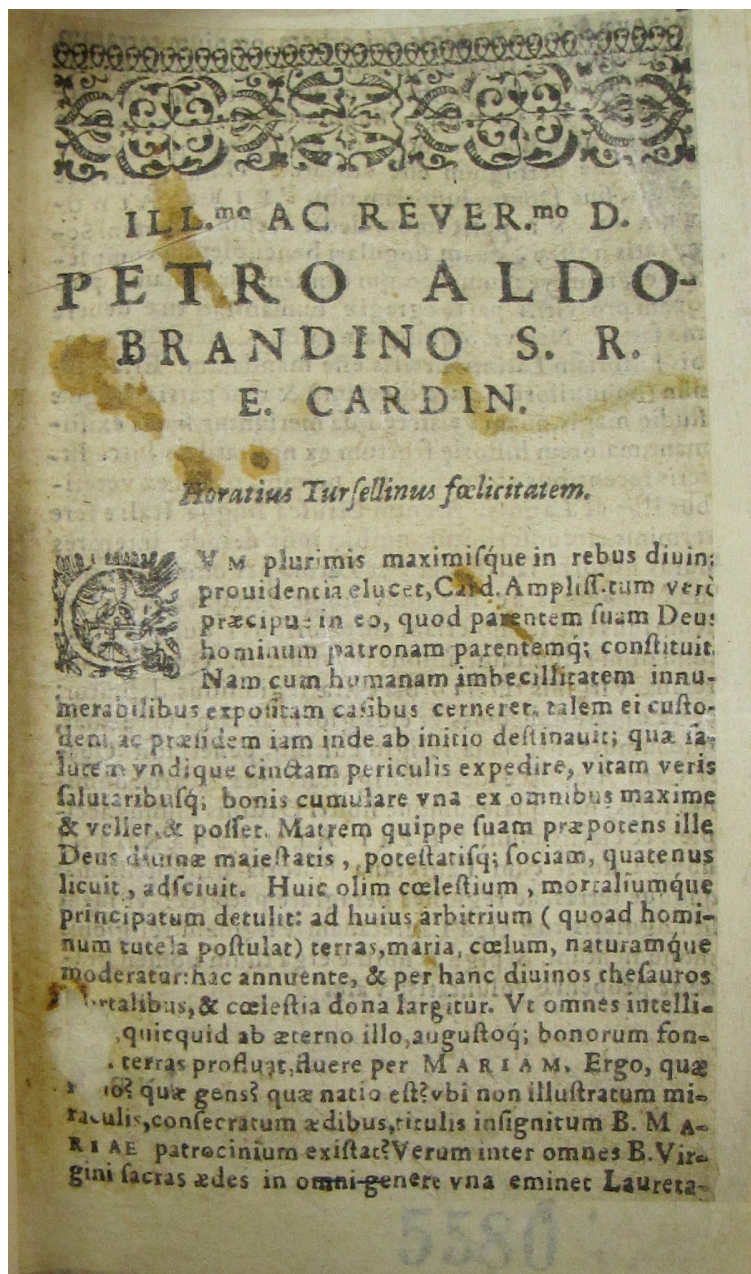 ILL.mo AC REVER.mo D.
PETRO ALDO-
BRANDINO S. R.
E. CARDIN.
Horatius Turſellinus fœlicitatem.
CVM plurimis maximiſque in rebus diuin
prouidentia elucet, Card. Ampliſſ. tum verò
præcipuè in eo, quod parentem ſuam Deus
hominum patronam parentemq́; conſtituit.
Nam cum humanam imbecillitatem innu-
merabilibus expoſitam caſibus cerneret, talem ei cuſto-
dem, ac præſidem iam inde ab initio deſtinauit; quæ ſa-
lutem vndique cinctam periculis expedire, vitam veris
ſalutaribuſq́; bonis cumulare vna ex omnibus maxime
& vellet, & poſſet. Matrem quippe ſuam præpotens ille
Deus diuinæ maieſtatis, poteſtatiſq́; ſociam, quatenus
licuit, adſciuit. Huic olim cœleſtium, mortaliumq́ue
principatum detulit: ad huius arbitrium ( quoad homi-
num tutela poſtulat) terras, maria, cœlum, naturamq́ue
moderatur: hac annuente, & per hanc diuinos theſauros
talibus, & cœleſtia dona largitur. Vt omnes intelli-
, quicquid ab æterno illo, auguſtoq́; bonorum fon-
terras profluat, fluere per MARIAM. Ergo, quæ
quæ gens? quæ natio eſt? vbi non illuſtratum mi-
raculis, conſecratum ædibus, titulis inſignitum B. MA-
RIAE patrocinium exiſtat? Verum inter omnes B. Vir-
gini ſacras ædes in omni genere vna eminet Laureta-
5580